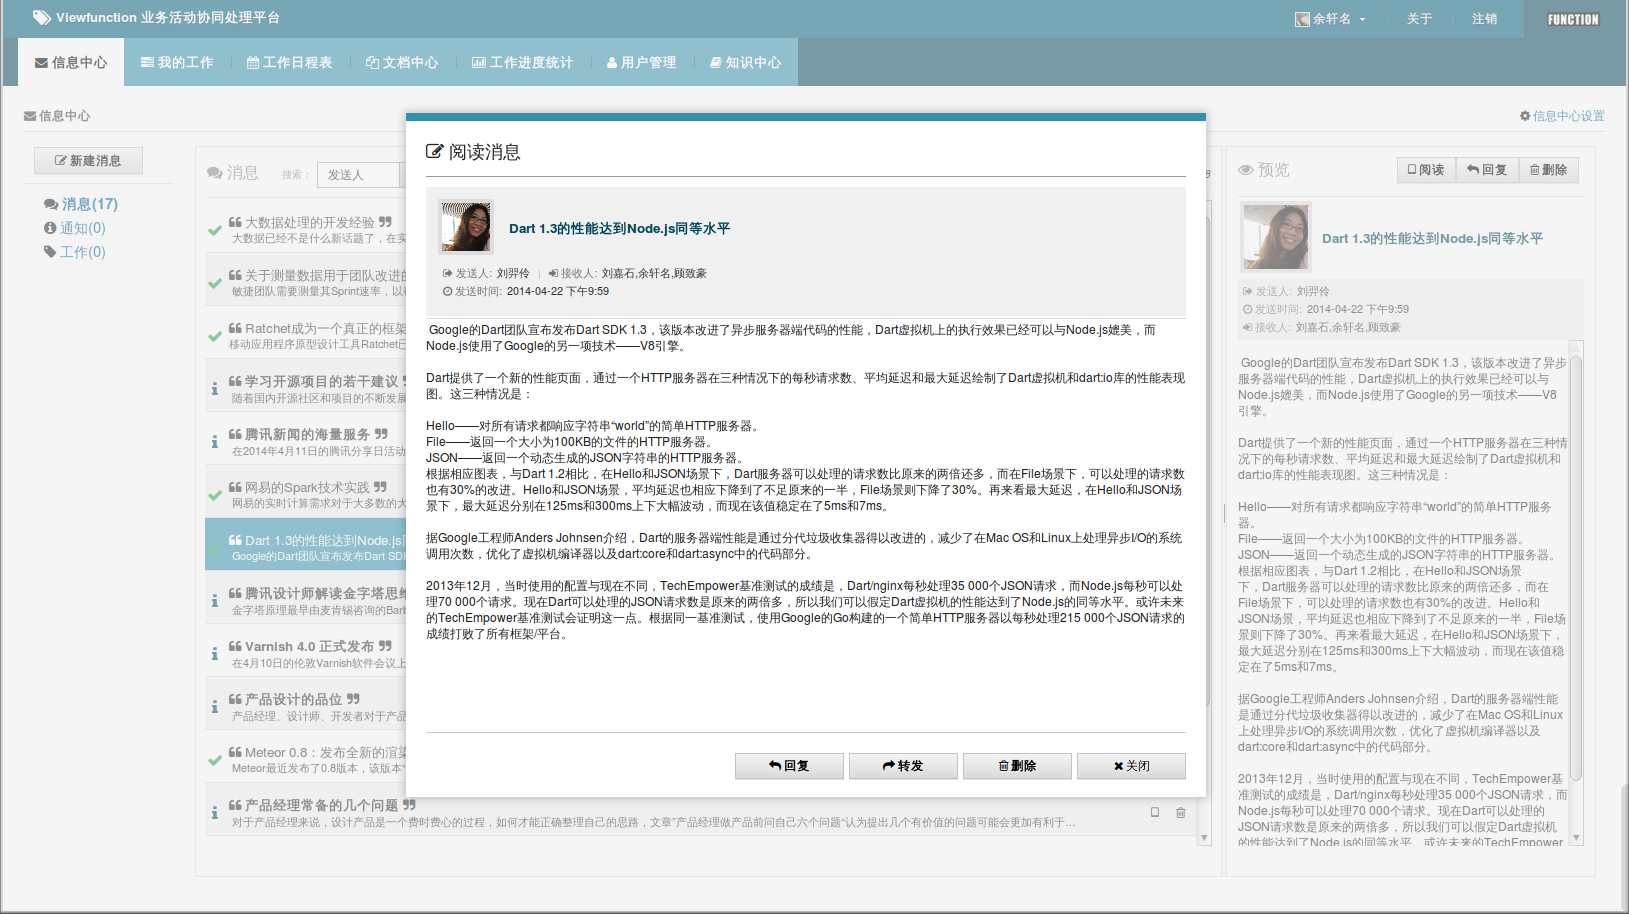 Viewfunction 业务活动协同处理平台
余轩名
关于
注销
FUNCTION
信息中心
我的工作
工作日程表
文档中心
工作进度统计
用户管理
知识中心
信息中心
信息中心设置
新建消息
消息(17)
通知(0)
工作(0)
消息
搜索：
发送人
大数据处理的开发经验
大数据已经不是什么新话题了，在实
关于测量数据用于团队改进的
敏捷团队需要测量其Sprint速率，以
Ratchet成为一个真正的框架
移动应用程序原型设计工具Ratchet已
学习开源项目的若干建议
随着国内开源社区和项目的不断发展
腾讯新闻的海量服务
在2014年4月11日的腾讯分享日活动
网易的Spark技术实践
网易的实时计算需求对于大多数的大
Dart 1.3的性能达到Node.js
Google的Dart团队宣布发布Dart SD
腾讯设计师解读金字塔思维
金字塔原理最早由麦肯锡咨询的Barb
Varnish 4.0 正式发布
在4月10日的伦敦Varnish软件会议上
产品设计的品位
产品经理、设计师、开发者对于产品
Meteor 0.8：发布全新的渲染
Meteor最近发布了0.8版本，该版本“
产品经理常备的几个问题
对于产品经理来说，设计产品是一个费时费心的过程，如何才能正确整理自己的思路，文章”产品经理做产品前问自己六个问题“认为提出几个有价值的问题可能会更加有利于…
阅读消息
Dart 1.3的性能达到Node.js同等水平
发送人: 刘羿伶 | 接收人: 刘嘉石,余轩名,顾致豪
发送时间: 2014-04-22 下午9:59
Google的Dart团队宣布发布Dart SDK 1.3，该版本改进了异步服务器端代码的性能，Dart虚拟机上的执行效果已经可以与Node.js媲美，而
Node.js使用了Google的另一项技术——V8引擎。
Dart提供了一个新的性能页面，通过一个HTTP服务器在三种情况下的每秒请求数、平均延迟和最大延迟绘制了Dart虚拟机和dart:io库的性能表现
图。这三种情况是：
Hello——对所有请求都响应字符串“world”的简单HTTP服务器。
File——返回一个大小为100KB的文件的HTTP服务器。
JSON——返回一个动态生成的JSON字符串的HTTP服务器。
根据相应图表，与Dart 1.2相比，在Hello和JSON场景下，Dart服务器可以处理的请求数比原来的两倍还多，而在File场景下，可以处理的请求数
也有30%的改进。Hello和JSON场景，平均延迟也相应下降到了不足原来的一半，File场景则下降了30%。再来看最大延迟，在Hello和JSON场
景下，最大延迟分别在125ms和300ms上下大幅波动，而现在该值稳定在了5ms和7ms。
据Google工程师Anders Johnsen介绍，Dart的服务器端性能是通过分代垃圾收集器得以改进的，减少了在Mac OS和Linux上处理异步I/O的系统
调用次数，优化了虚拟机编译器以及dart:core和dart:async中的代码部分。
2013年12月，当时使用的配置与现在不同，TechEmpower基准测试的成绩是，Dart/nginx每秒处理35 000个JSON请求，而Node.js每秒可以处
理70 000个请求。现在Dart可以处理的JSON请求数是原来的两倍多，所以我们可以假定Dart虚拟机的性能达到了Node.js的同等水平。或许未来
的TechEmpower基准测试会证明这一点。根据同一基准测试，使用Google的Go构建的一个简单HTTP服务器以每秒处理215 000个JSON请求的
成绩打败了所有框架/平台。
回复
转发
删除
关闭
预览
阅读
回复
删除
Dart 1.3的性能达到Node.js同等水平
发送人: 刘羿伶
发送时间: 2014-04-22 下午9:59
接收人: 刘嘉石,余轩名,顾致豪
Google的Dart团队宣布发布Dart SDK 1.3，该版本改进了异步
服务器端代码的性能，Dart虚拟机上的执行效果已经可以与
Node.js媲美，而Node.js使用了Google的另一项技术——V8
引擎。
Dart提供了一个新的性能页面，通过一个HTTP服务器在三种情
况下的每秒请求数、平均延迟和最大延迟绘制了Dart虚拟机和
dart:io库的性能表现图。这三种情况是：
Hello——对所有请求都响应字符串“world”的简单HTTP服务
器。
File——返回一个大小为100KB的文件的HTTP服务器。
JSON——返回一个动态生成的JSON字符串的HTTP服务器。
根据相应图表，与Dart 1.2相比，在Hello和JSON场景
下，Dart服务器可以处理的请求数比原来的两倍还多，而在
File场景下，可以处理的请求数也有30%的改进。Hello和
JSON场景，平均延迟也相应下降到了不足原来的一半，File场
景则下降了30%。再来看最大延迟，在Hello和JSON场景下，
最大延迟分别在125ms和300ms上下大幅波动，而现在该值稳
定在了5ms和7ms。
据Google工程师Anders Johnsen介绍，Dart的服务器端性能
是通过分代垃圾收集器得以改进的，减少了在Mac OS和Linux
上处理异步I/O的系统调用次数，优化了虚拟机编译器以及
dart:core和dart:async中的代码部分。
2013年12月，当时使用的配置与现在不同，TechEmpower基
准测试的成绩是，Dart/nginx每秒处理35 000个JSON请求，而
Node.js每秒可以处理70 000个请求。现在Dart可以处理的
JSON请求数是原来的两倍多，所以我们可以假定Dart虚拟机
的性能达到了Node.js的同等水平。或许未来的TechEmpower